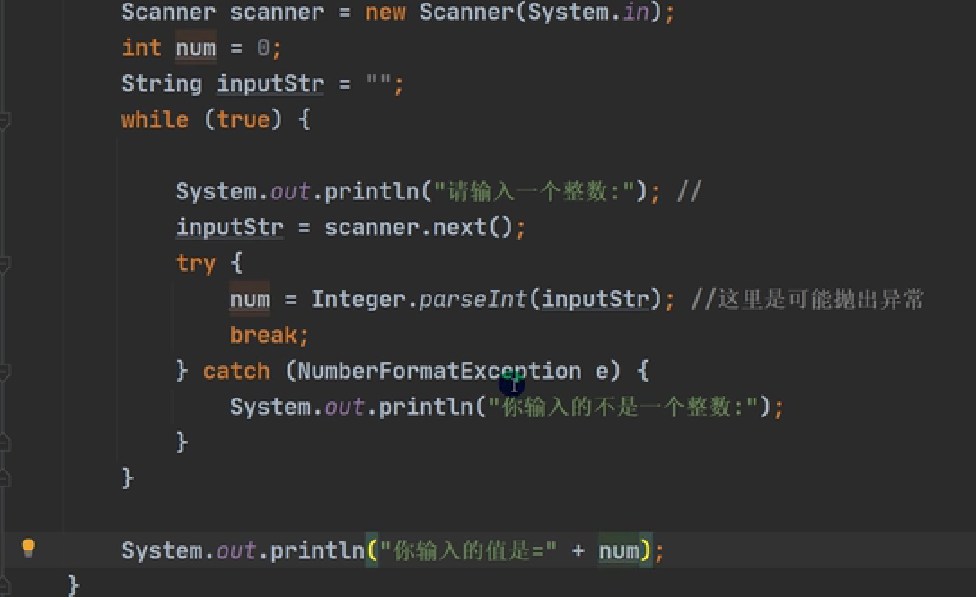 Scanner scanner = new Scanner(System.in);
int num = 0;
String inputStr = "";
while (true) {
System.out.println("请输入一个整数:"); //
inputStr = scanner.next();
try {
num = Integer.parseInt(inputStr); //这里是可能抛出异常
break;
} catch (NumberFormatException e) {
System.out.println("你输入的不是一个整数:");
}
}
System.out.println("你输入的值是=" + num);
}